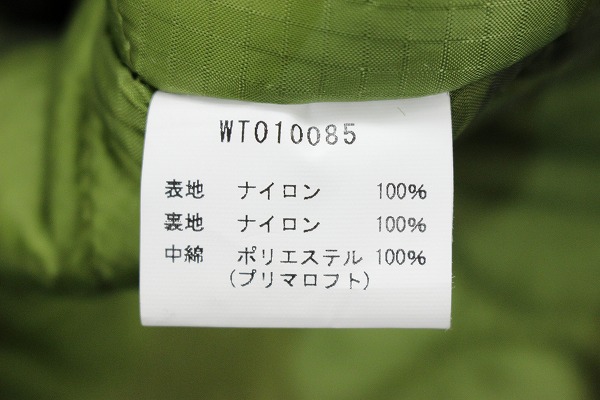 WT010085
表地 ナイロン 100%
裏地 ナイロン 100%
中綿 ポリエステル 100%
(プリマロフト)